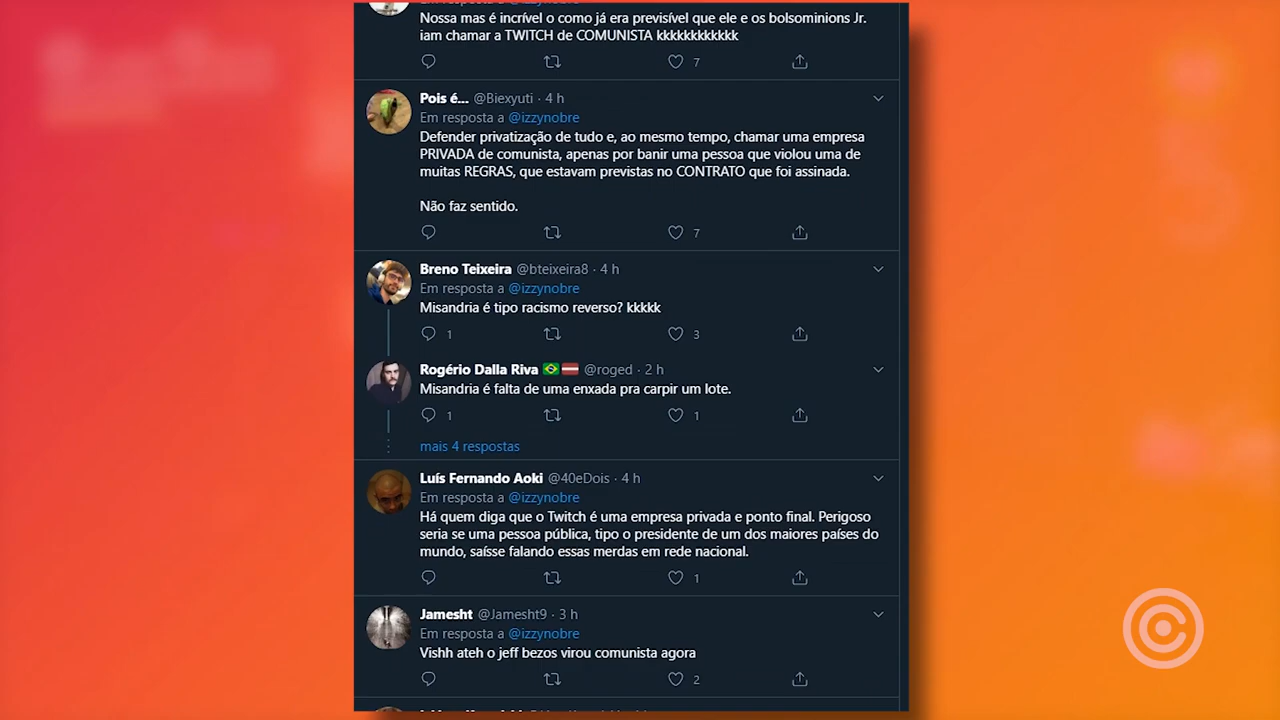 Em resposta a @izzynobre
Nossa mas é incrível o como já era previsível que ele e os bolsominions Jr.
iam chamar a TWITCH de COMUNISTA kkkkkkkkkkkk
7
Pois é... @Biexyuti · 4 h
Em resposta a @izzynobre
Defender privatização de tudo e, ao mesmo tempo, chamar uma empresa
PRIVADA de comunista, apenas por banir uma pessoa que violou uma de
muitas REGRAS, que estavam previstas no CONTRATO que foi assinada.
Não faz sentido.
7
Breno Teixeira @bteixeira8 · 4 h
Em resposta a @izzynobre
Misandria é tipo racismo reverso? kkkkk
1 3
Rogério Dalla Riva @roged · 2 h
Misandria é falta de uma enxada pra carpir um lote.
1 1
mais 4 respostas
Luís Fernando Aoki @40eDois · 4 h
Em resposta a @izzynobre
Há quem diga que o Twitch é uma empresa privada e ponto final. Perigoso
seria se uma pessoa pública, tipo o presidente de um dos maiores países do
mundo, saísse falando essas merdas em rede nacional.
1
Jamesht @Jamesht9 · 3 h
Em resposta a @izzynobre
Vishh ateh o jeff bezos virou comunista agora
2